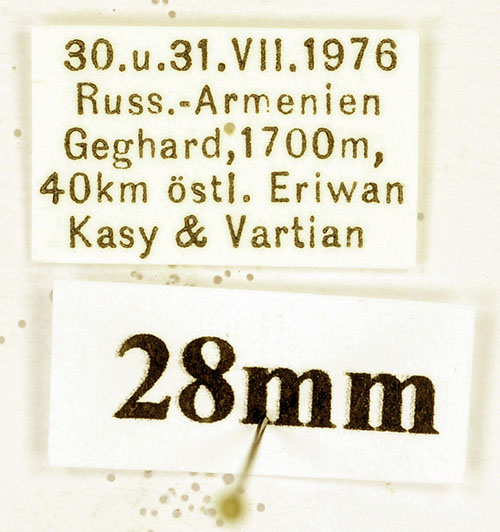 30.u.31.VII.1976
Russ.-Armenien
Geghard,1700m,
40km östl. Eriwan
Kasy & Vartian
28mm